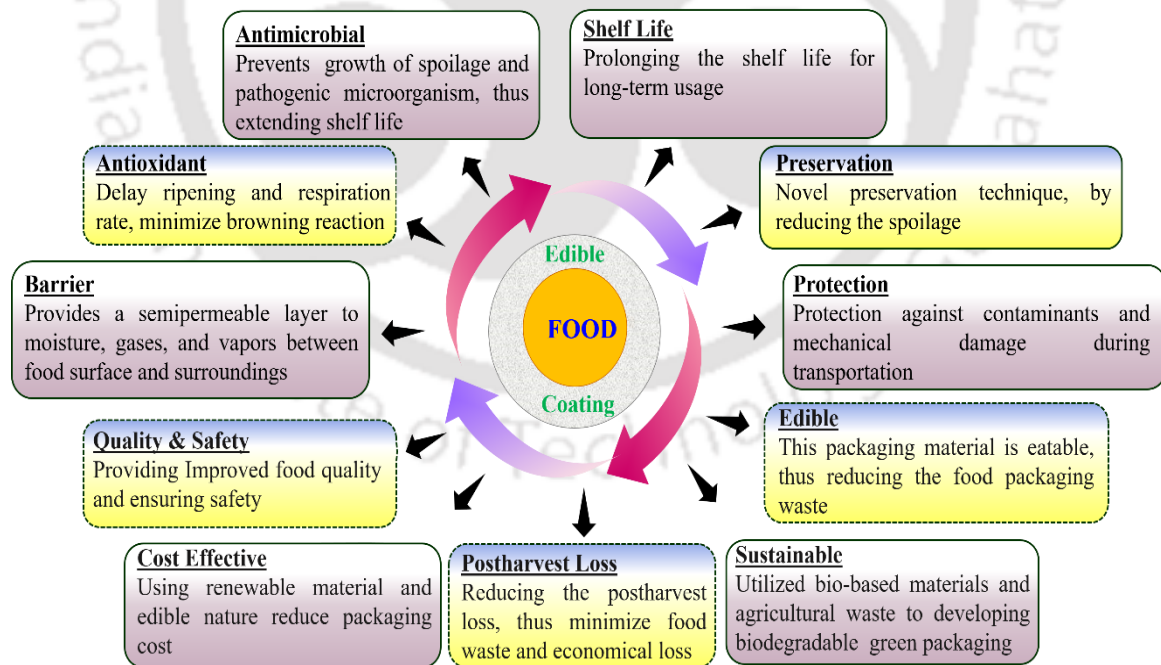 Antimicrobial
Prevents growth of spoilage and
pathogenic microorganism, thus
extending shelf life
Shelf Life
Prolonging the shelf life for
long-term usage
Antioxidant
Delay ripening and respiration
rate, minimize browning reaction
Preservation
Novel preservation technique, by
reducing the spoilage
Barrier
Provides a semipermeable layer to
moisture, gases, and vapors between
food surface and surroundings
Edible
FOOD
Coating
Protection
Protection against contaminants and
mechanical damage during
transportation
Quality & Safety
Providing Improved food quality
and ensuring safety
Edible
This packaging material is eatable,
thus reducing the food packaging
waste
Cost Effective
Using renewable material and
edible nature reduce packaging
cost
Postharvest Loss
Reducing the postharvest
loss, thus minimize food
waste and economical loss
Sustainable
Utilized bio-based materials and
agricultural waste to developing
biodegradable green packaging